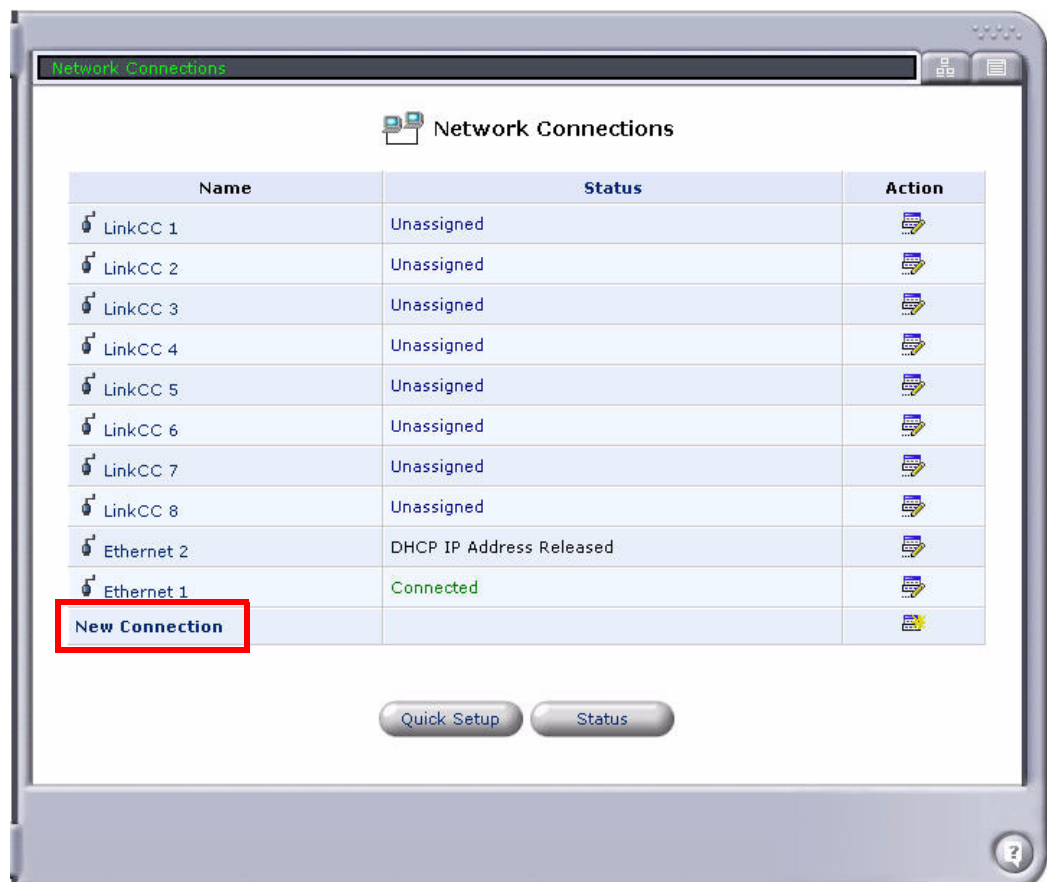 Network Connections
Network Connections
Name Status Action
LinkCC 1 Unassigned
LinkCC 2 Unassigned
LinkCC 3 Unassigned
LinkCC 4 Unassigned
LinkCC 5 Unassigned
LinkCC 6 Unassigned
LinkCC 7 Unassigned
LinkCC 8 Unassigned
Ethernet 2 DHCP IP Address Released
Ethernet 1 Connected
New Connection
Quick Setup Status
?